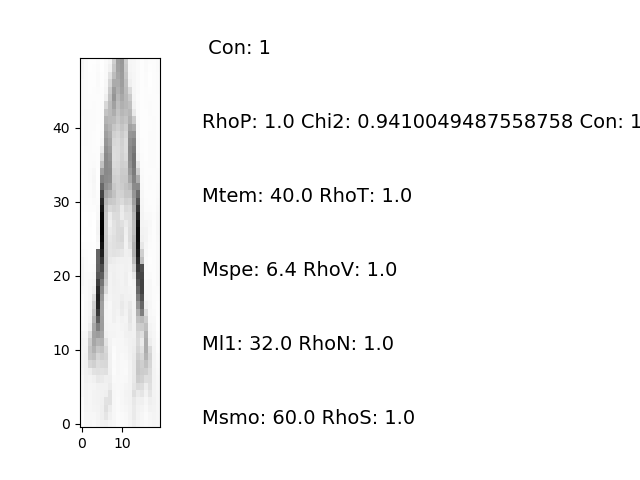 Con: 1
RhoP: 1.0 Chi2: 0.9410049487558758 Con: 1
Mtem: 40.0 RhoT: 1.0
Mspe: 6.4 RhoV: 1.0
Ml1: 32.0 RhoN: 1.0
Msmo: 60.0 RhoS: 1.0
40
30
20
10
0
0 10